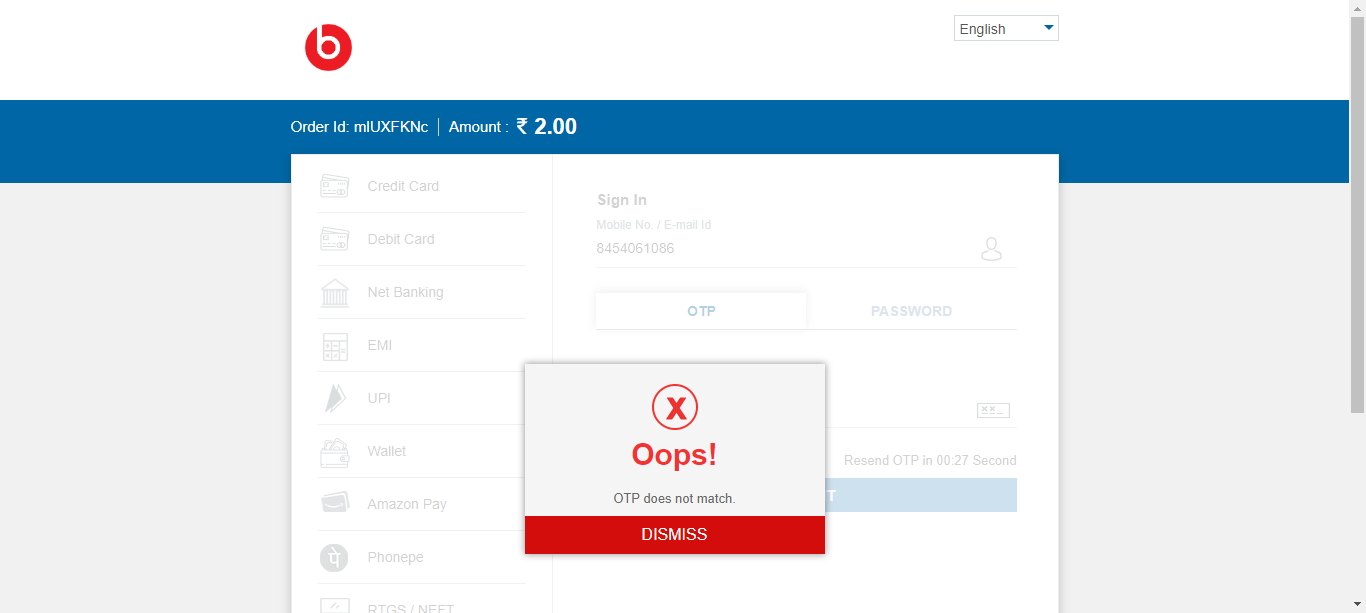 b
English
Order Id: mIUXFKNc | Amount : ₹ 2.00
Credit Card
Debit Card
Net Banking
EMI
UPI
Wallet
Amazon Pay
पे
Phonepe
RTGS / NEFT
Sign In
Mobile No. / E-mail Id
8454061086
OTP
PASSWORD
Resend OTP in 00:27 Second
T
X
Oops!
OTP does not match.
DISMISS